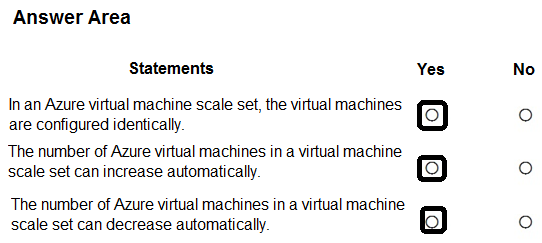 Answer Area
Statements Yes No
In an Azure virtual machine scale set, the virtual machines
are configured identically.
The number of Azure virtual machines in a virtual machine
scale set can increase automatically.
The number of Azure virtual machines in a virtual machine
scale set can decrease automatically.